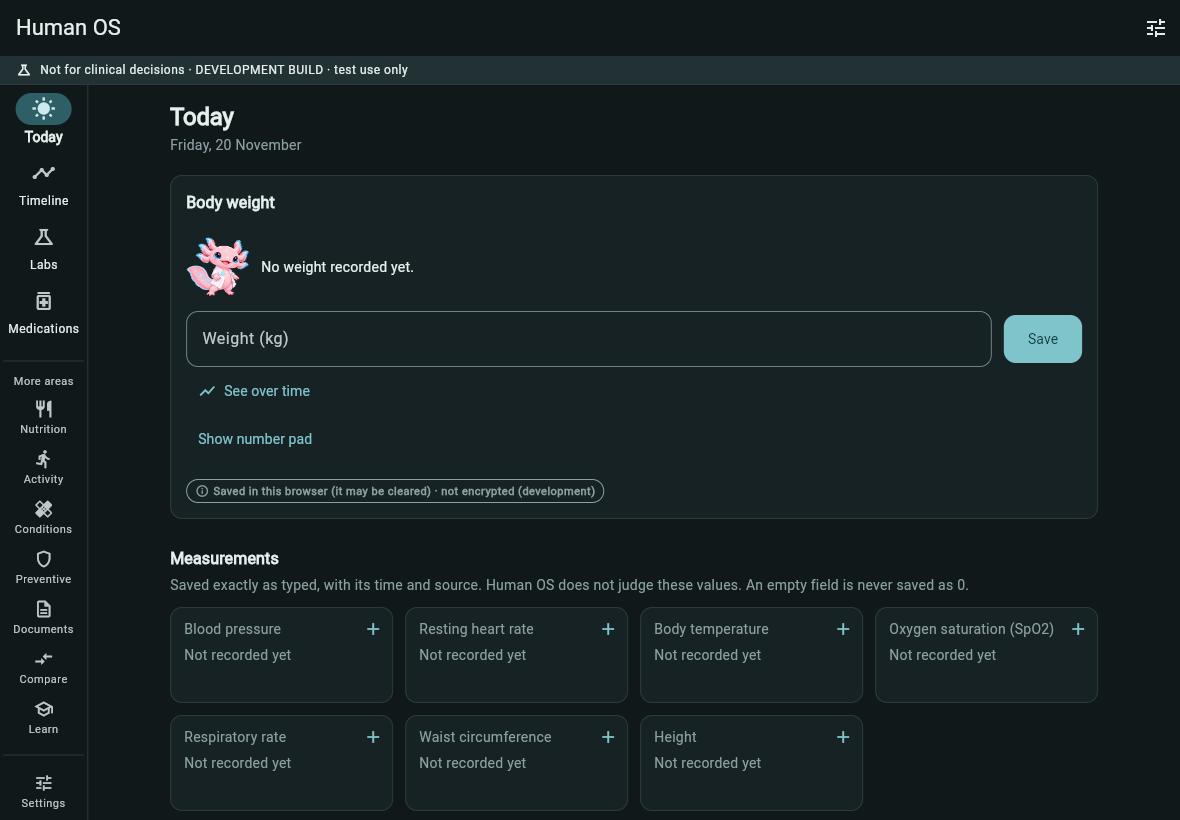 Human OS
Not for clinical decisions · DEVELOPMENT BUILD · test use only
Today
Timeline
Labs
Medications
More areas
Nutrition
Activity
Conditions
Preventive
Documents
Compare
Learn
Settings
Today
Friday, 20 November
Body weight
No weight recorded yet.
Weight (kg)
Save
See over time
Show number pad
Saved in this browser (it may be cleared) · not encrypted (development)
Measurements
Saved exactly as typed, with its time and source. Human OS does not judge these values. An empty field is never saved as 0.
Blood pressure
Not recorded yet
Resting heart rate
Not recorded yet
Body temperature
Not recorded yet
Oxygen saturation (SpO2)
Not recorded yet
Respiratory rate
Not recorded yet
Waist circumference
Not recorded yet
Height
Not recorded yet